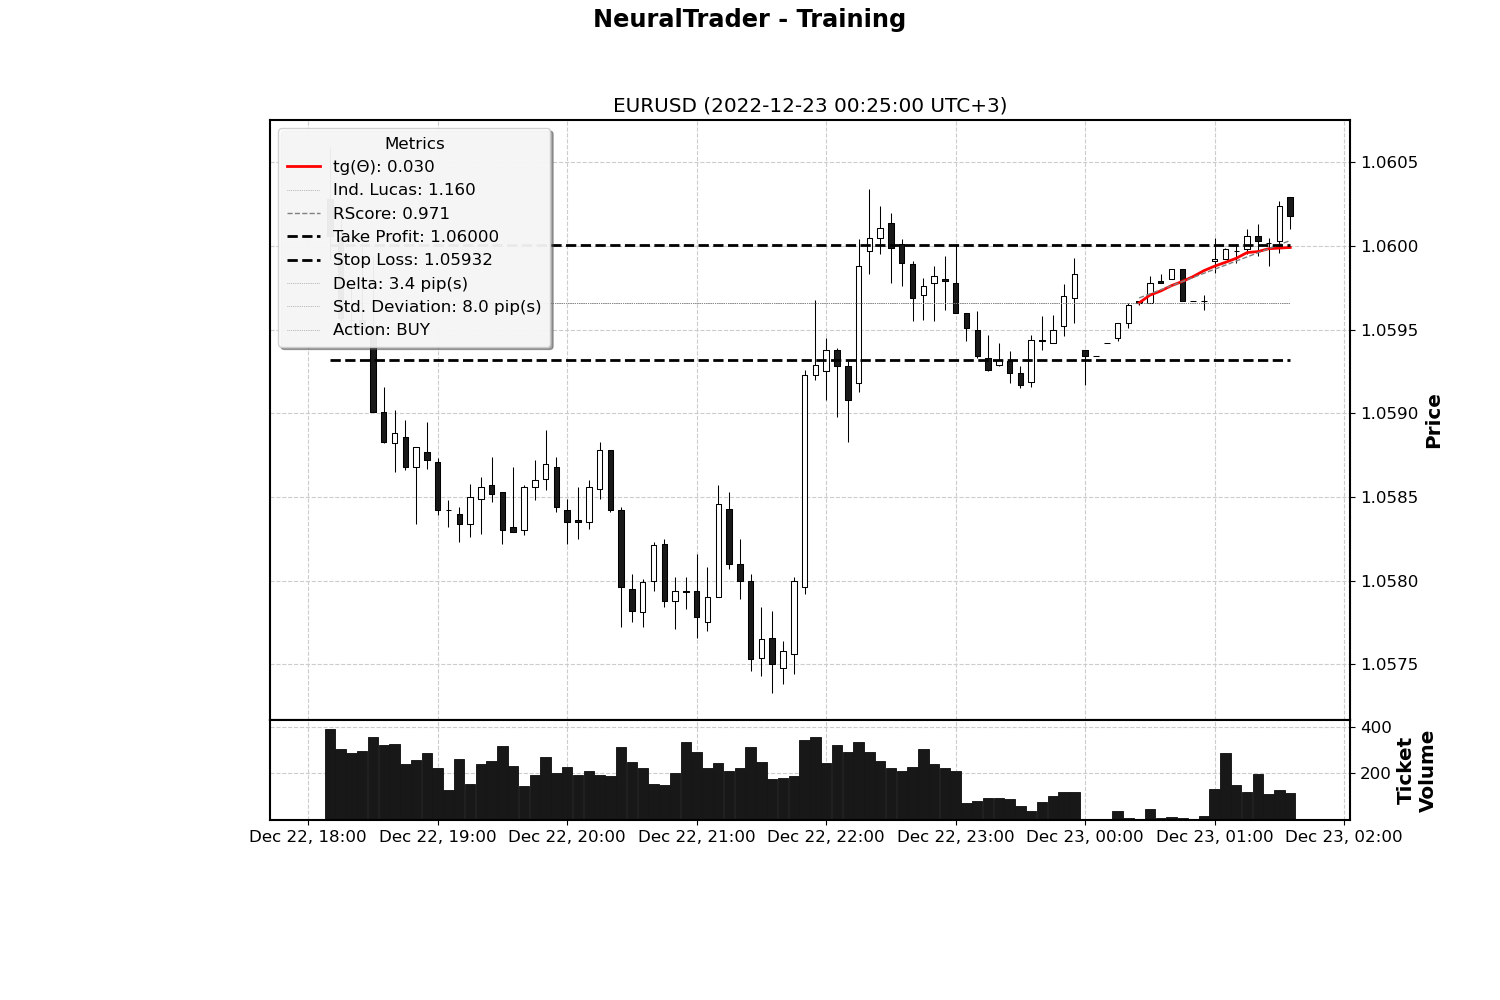 NeuralTrader - Training
EURUSD (2022-12-23 00:25:00 UTC+3)
Metrics
tg(Θ): 0.030
Ind. Lucas: 1.160
RScore: 0.971
Take Profit: 1.06000
Stop Loss: 1.05932
Delta: 3.4 pip(s)
Std. Deviation: 8.0 pip(s)
Action: BUY
1.0605
1.0600
1.0595
1.0590
1.0585
1.0580
1.0575
Price
400
200
Ticket
Volume
Dec 22, 18:00 Dec 22, 19:00 Dec 22, 20:00 Dec 22, 21:00 Dec 22, 22:00 Dec 22, 23:00 Dec 23, 00:00 Dec 23, 01:00 Dec 23, 02:00